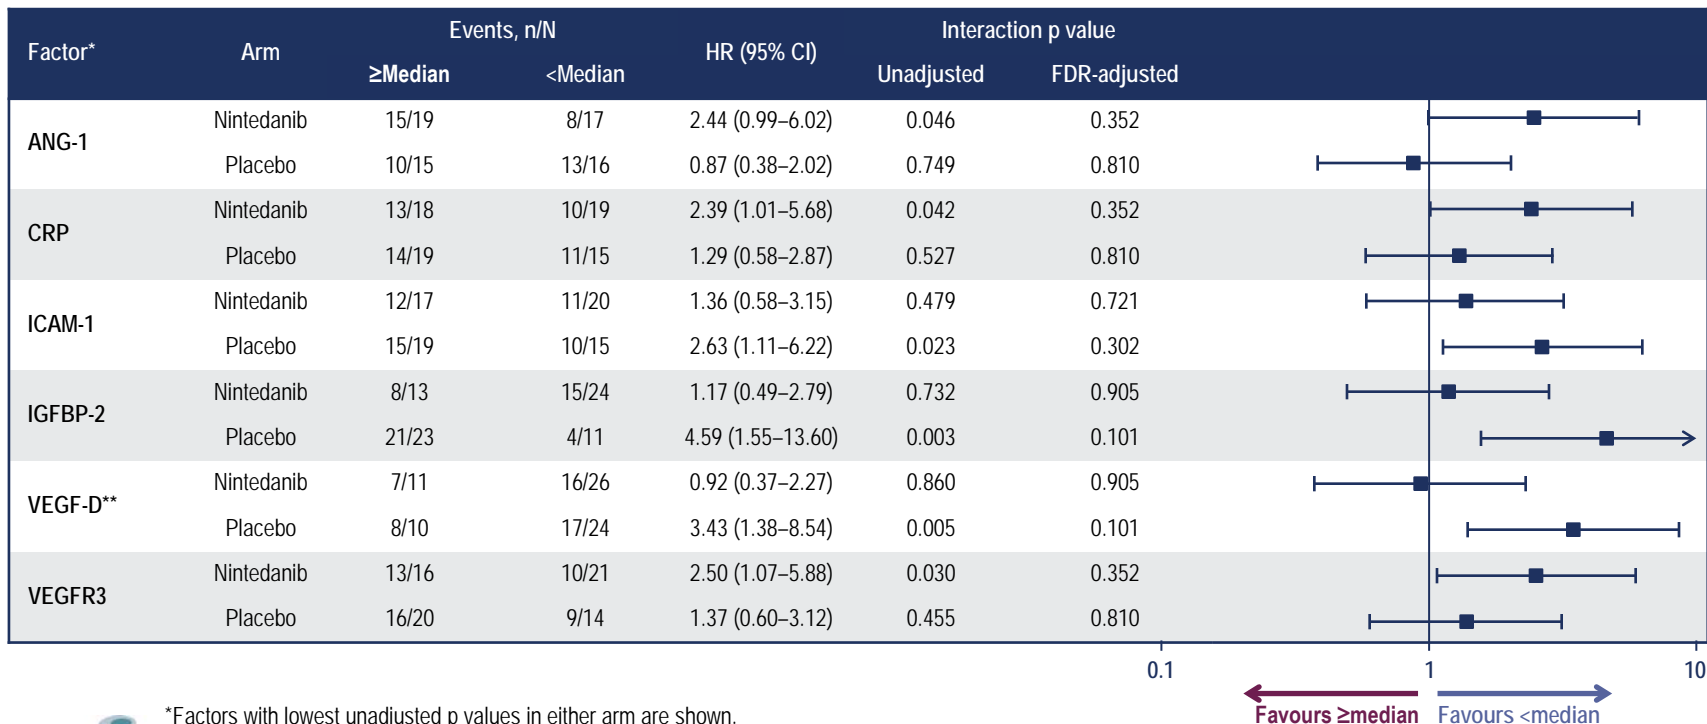 Factor* Arm Events, n/N HR (95% CI) Interaction p value
≥Median <Median Unadjusted FDR-adjusted
ANG-1
Nintedanib 15/19 8/17 2.44 (0.99–6.02) 0.046 0.352
Placebo 10/15 13/16 0.87 (0.38–2.02) 0.749 0.810
CRP
Nintedanib 13/18 10/19 2.39 (1.01–5.68) 0.042 0.352
Placebo 14/19 11/15 1.29 (0.58–2.87) 0.527 0.810
ICAM-1
Nintedanib 12/17 11/20 1.36 (0.58–3.15) 0.479 0.721
Placebo 15/19 10/15 2.63 (1.11–6.22) 0.023 0.302
IGFBP-2
Nintedanib 8/13 15/24 1.17 (0.49–2.79) 0.732 0.905
Placebo 21/23 4/11 4.59 (1.55–13.60) 0.003 0.101
VEGF-D**
Nintedanib 7/11 16/26 0.92 (0.37–2.27) 0.860 0.905
Placebo 8/10 17/24 3.43 (1.38–8.54) 0.005 0.101
VEGFR3
Nintedanib 13/16 10/21 2.50 (1.07–5.88) 0.030 0.352
Placebo 16/20 9/14 1.37 (0.60–3.12) 0.455 0.810
0.1 1 10
Favours ≥median Favours <median
*Factors with lowest unadjusted p values in either arm are shown.